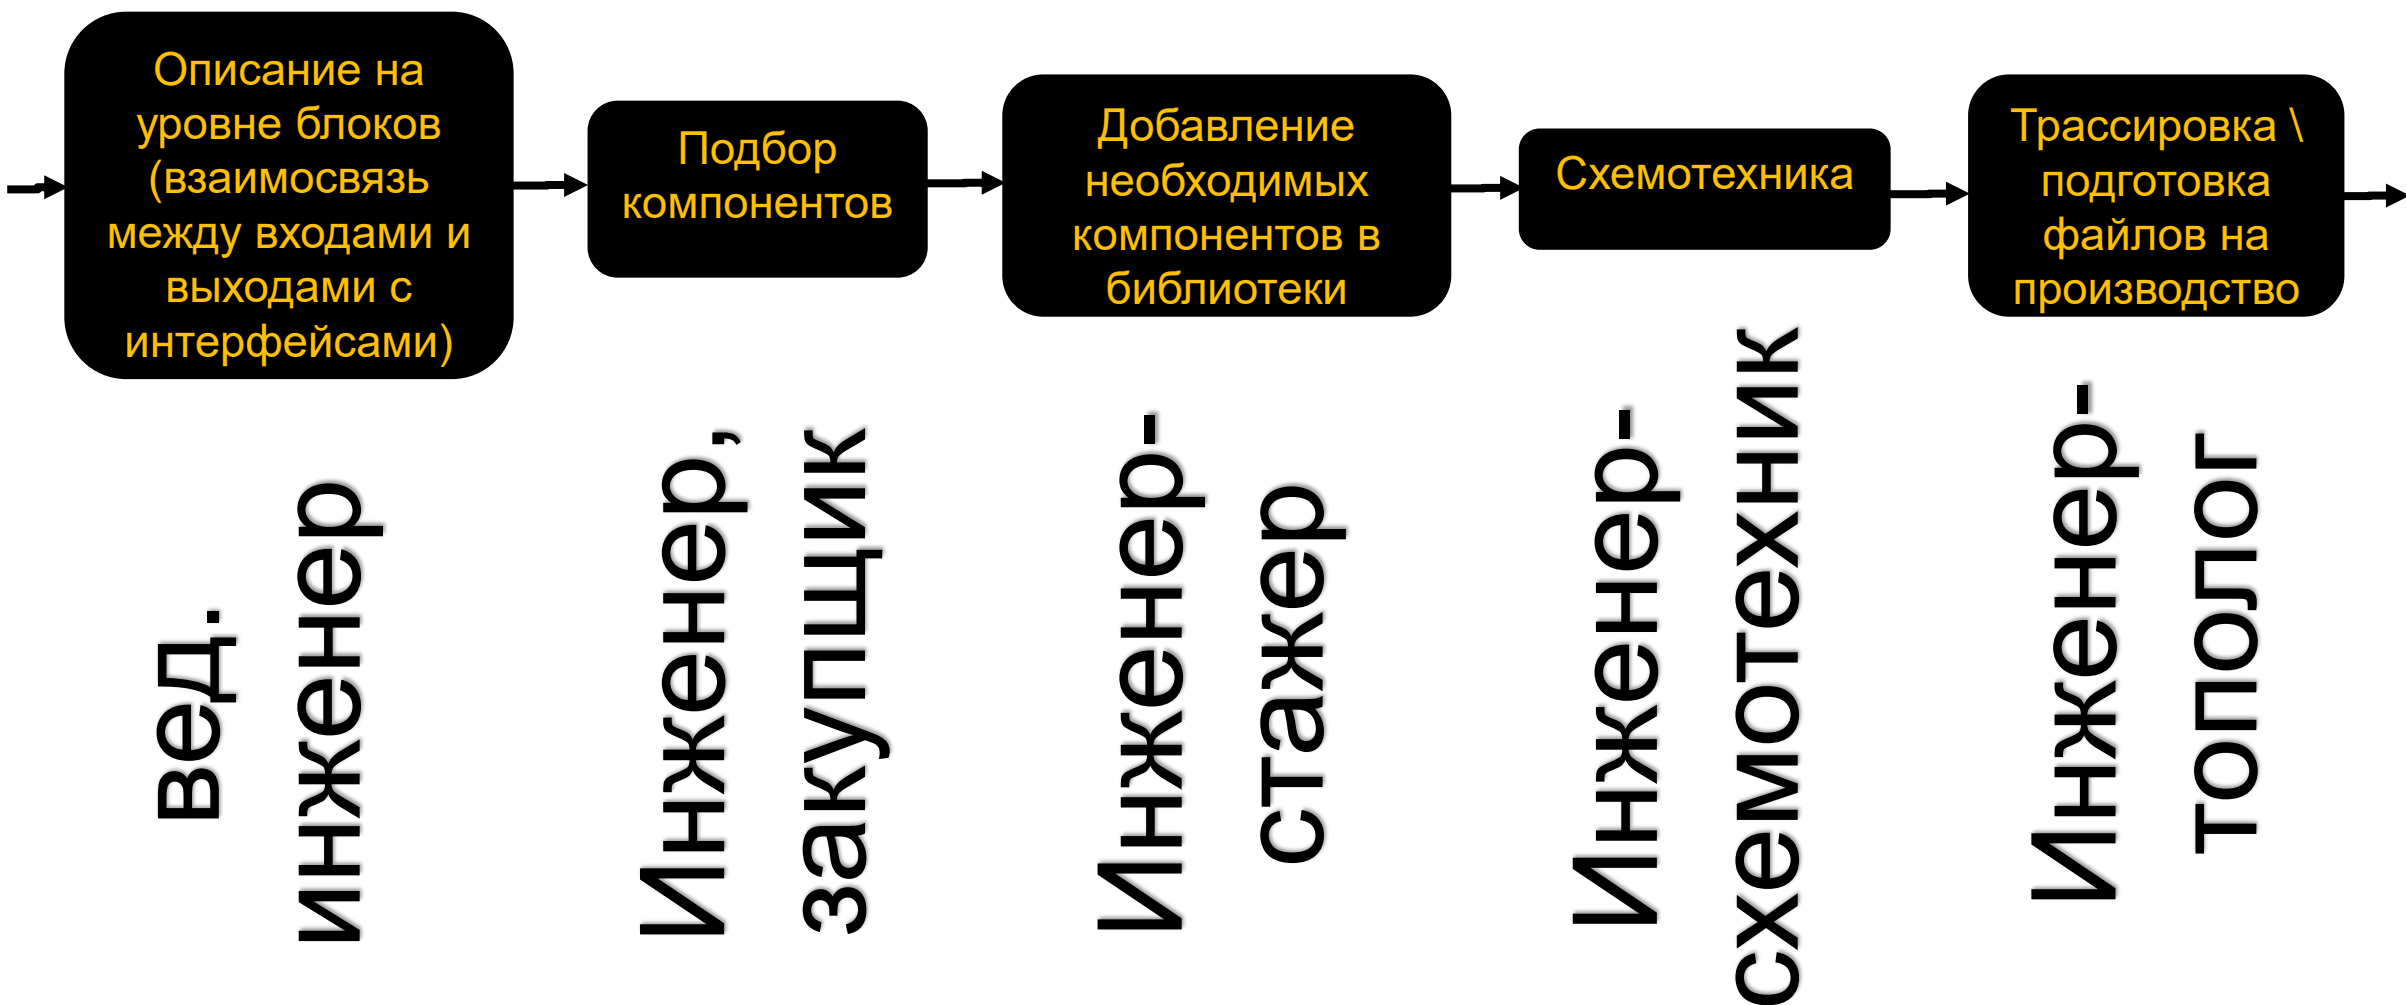 Описание на
уровне блоков
(взаимосвязь
между входами и
выходами с
интерфейсами)
Подбор
компонентов
Добавление
необходимых
компонентов в
библиотеки
Схемотехника
Трассировка \
подготовка
файлов на
производство
вед.
инженер
Инженер,
закупщик
Инженер-
стажер
Инженер-
схемотехник
Инженер-
тополог